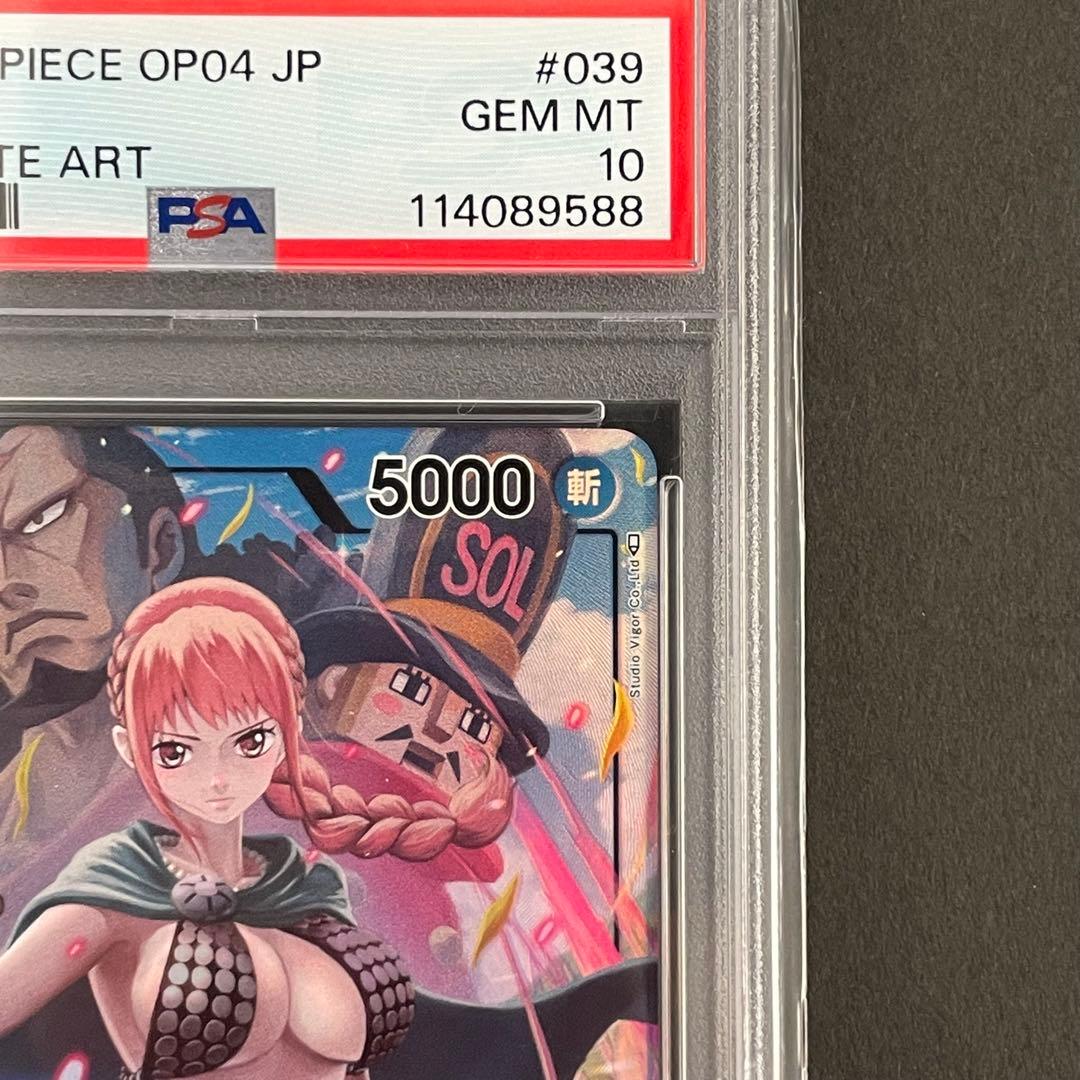 PIECE OP04 JP #039
GEM MT
TE ART 10
PSA 114089588
5000 斬
SOL
Studio Vigor Co.,Ltd